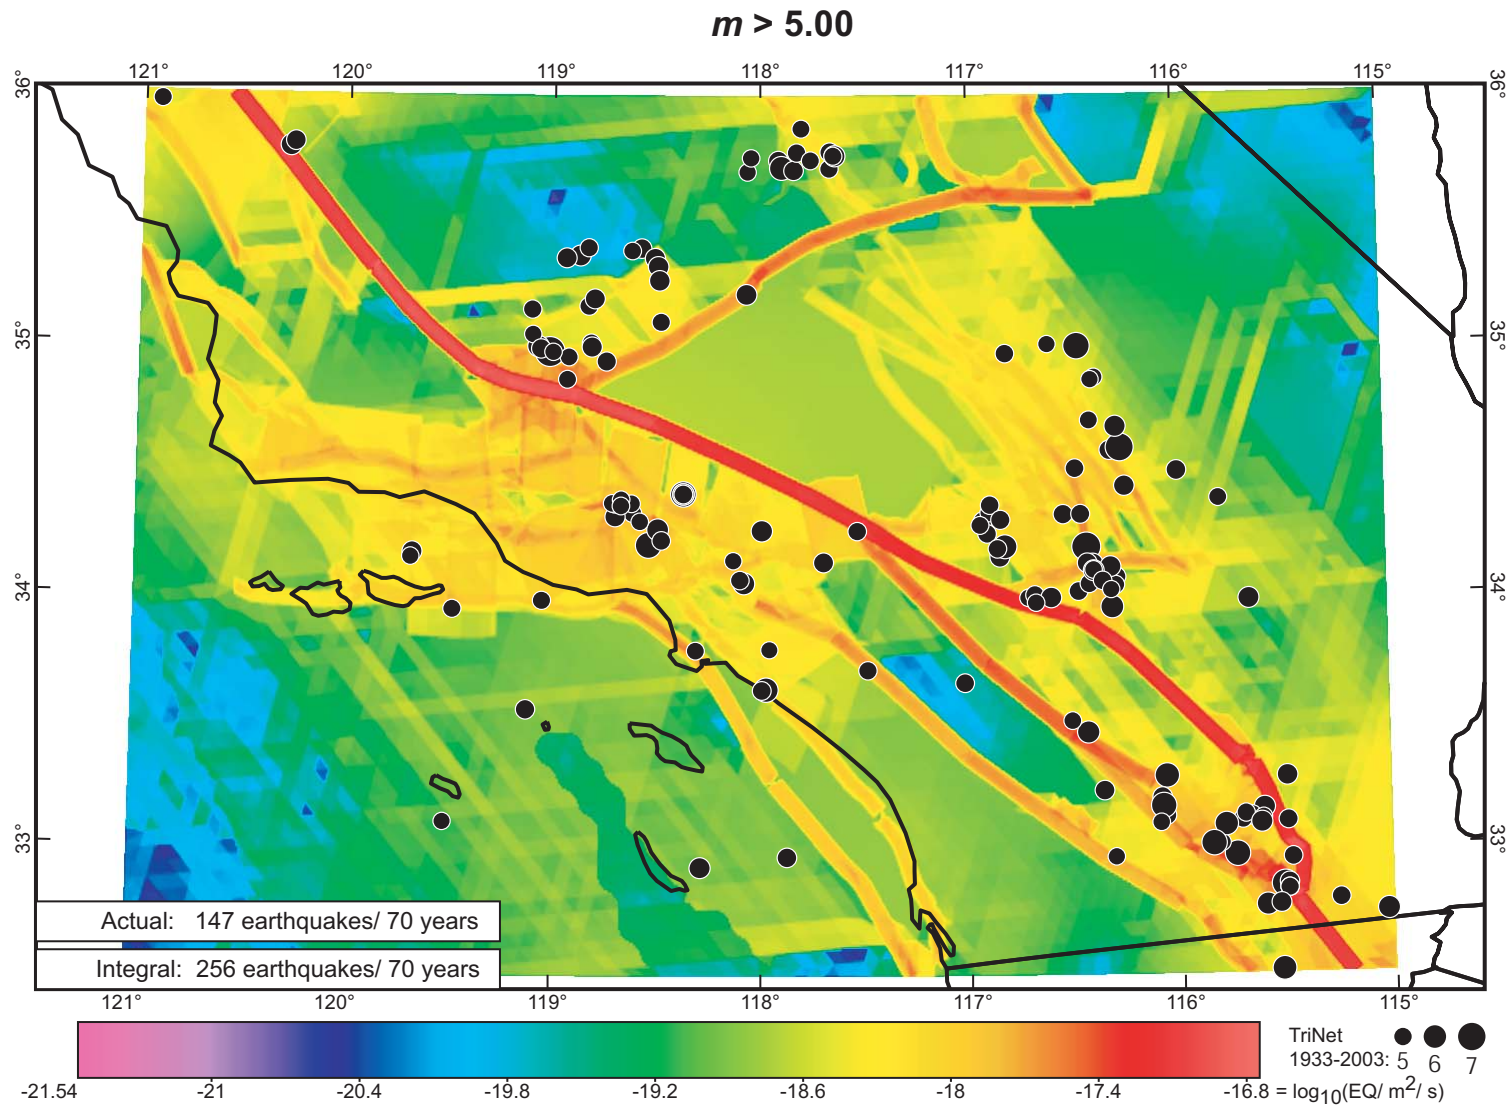 m > 5.00
121° 120° 119° 118° 117° 116° 115°
36° 36°
35° 35°
34° 34°
33° 33°
Actual: 147 earthquakes/ 70 years
Integral: 256 earthquakes/ 70 years
121° 120° 119° 118° 117° 116° 115°
TriNet
1933-2003: 5 6 7
-21.54 -21 -20.4 -19.8 -19.2 -18.6 -18 -17.4 -16.8 = log10(EQ/ m2/ s)